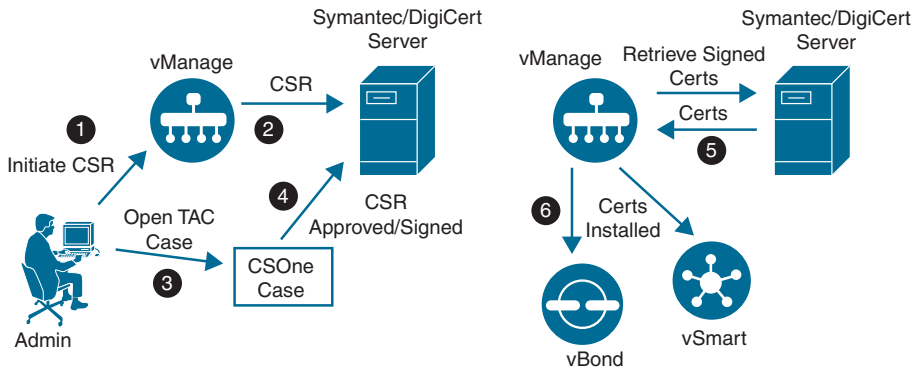 Symantec/DigiCert
Server
vManage
CSR
1
2
Initiate CSR
4
CSR
Approved/Signed
Open TAC
Case
3
CSOne
Case
Admin
Symantec/DigiCert
Server
Retrieve Signed
Certs
vManage
Certs
5
6
Certs
Installed
vBond
vSmart